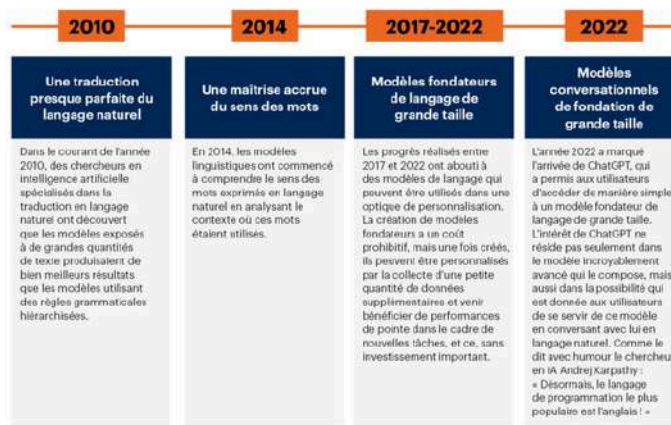 2010
2014
2017-2022
2022
Une traduction
presque parfaite du
langage naturel
Dans le courant de l'année
2010, des chercheurs en
intelligence artificielle
spécialisés dans la
traduction en langage
naturel ont découvert
que les modèles exposés
à de grandes quantités
de texte produisaient de
bien meilleurs résultats
que les modèles utilisant
des règles grammaticales
hiérarchisées.
Une maîtrise accrue
du sens des mots
En 2014, les modèles
linguistiques ont commencé
à comprendre le sens des
mots exprimés en langage
naturel en analysant le
contexte où ces mots
étaient utilisés.
Modèles fondateurs
de langage de
grande taille
Les progrès réalisés entre
2017 et 2022 ont abouti à
des modèles de langage qui
peuvent être utilisés dans une
optique de personnalisation.
La création de modèles
fondateurs a un coût
prohibitif, mais une fois créés,
ils peuvent être personnalisés
par la collecte d'une petite
quantité de données
supplémentaires et venir
bénéficier de performances
de pointe dans le cadre de
nouvelles tâches, et ce, sans
investissement important.
Modèles
conversationnels
de fondation de
grande taille
L'année 2022 a marqué
l'arrivée de ChatGPT, qui
a permis aux utilisateurs
d'accéder de manière simple
à un modèle fondateur de
langage de grande taille.
L'intérêt de ChatGPT ne
réside pas seulement dans
le modèle incroyablement
avancé qui le compose, mais
aussi dans la possibilité qui
est donnée aux utilisateurs
de se servir de ce modèle
en conversant avec lui en
langage naturel. Comme le
dit avec humour le chercheu
en IA Andrej Karpathy :
« Désormais, le langage
de programmation le plus
populaire est l'anglais ! »